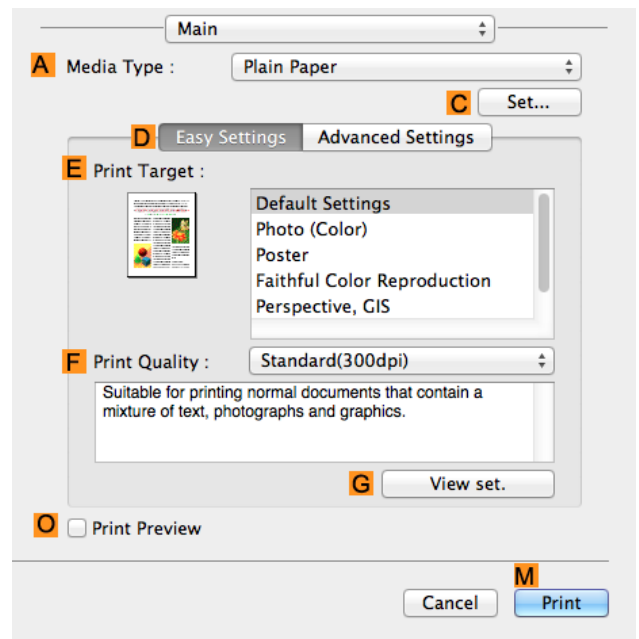 Main
A Media Type : Plain Paper
C Set...
D Easy Settings Advanced Settings
E Print Target :
Default Settings
Photo (Color)
Poster
Faithful Color Reproduction
Perspective, GIS
F Print Quality : Standard(300dpi)
Suitable for printing normal documents that contain a
mixture of text, photographs and graphics.
G View set.
O Print Preview
M
Cancel Print